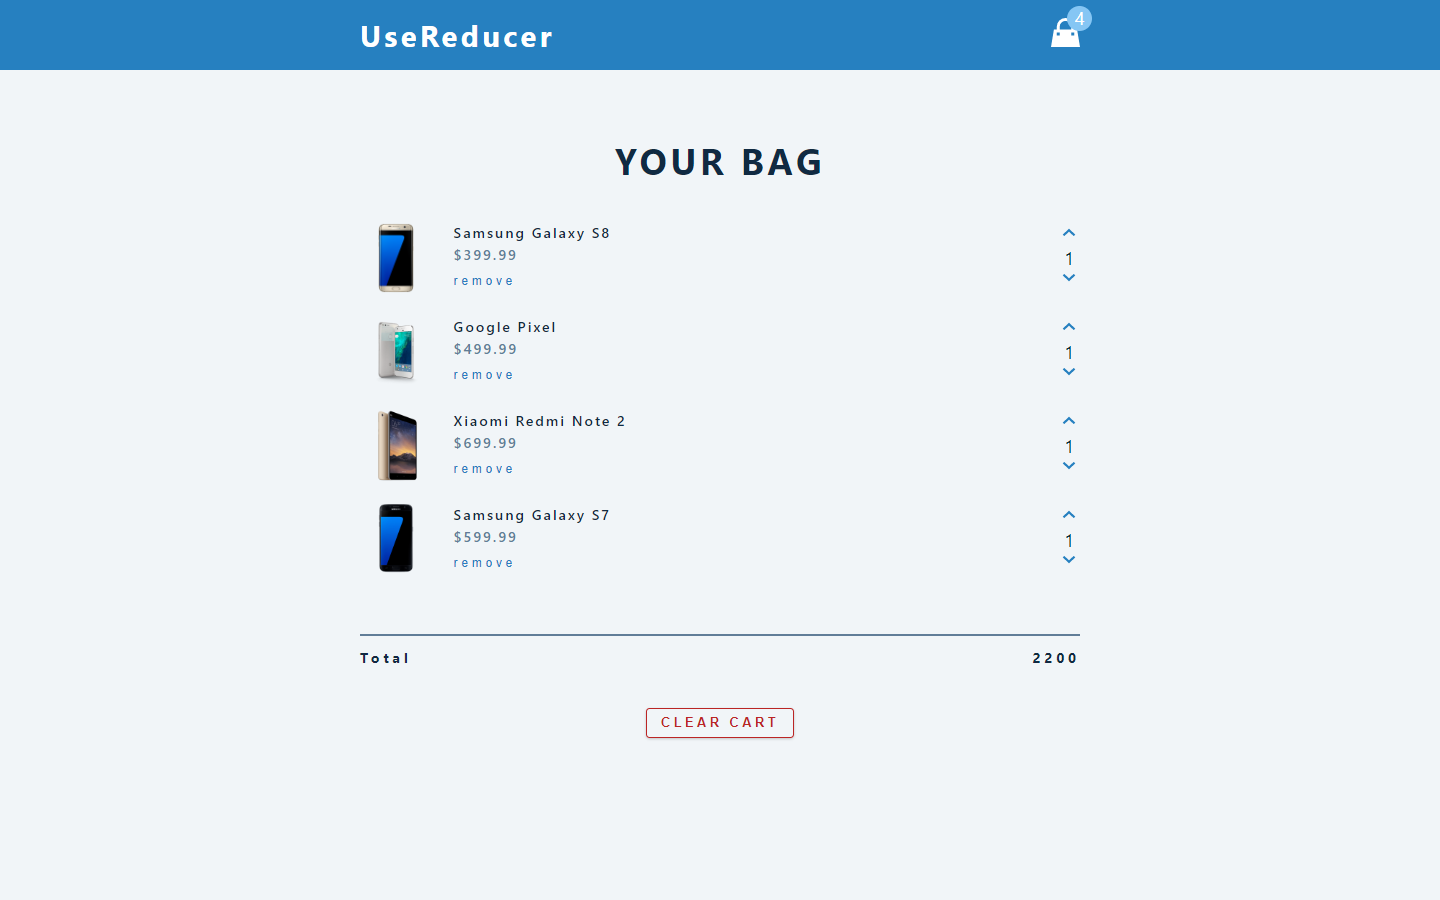 UseReducer
4
YOUR BAG
Samsung Galaxy S8
$399.99
remove
1
Google Pixel
$499.99
remove
1
Xiaomi Redmi Note 2
$699.99
remove
1
Samsung Galaxy S7
$599.99
remove
1
Total 2200
CLEAR CART